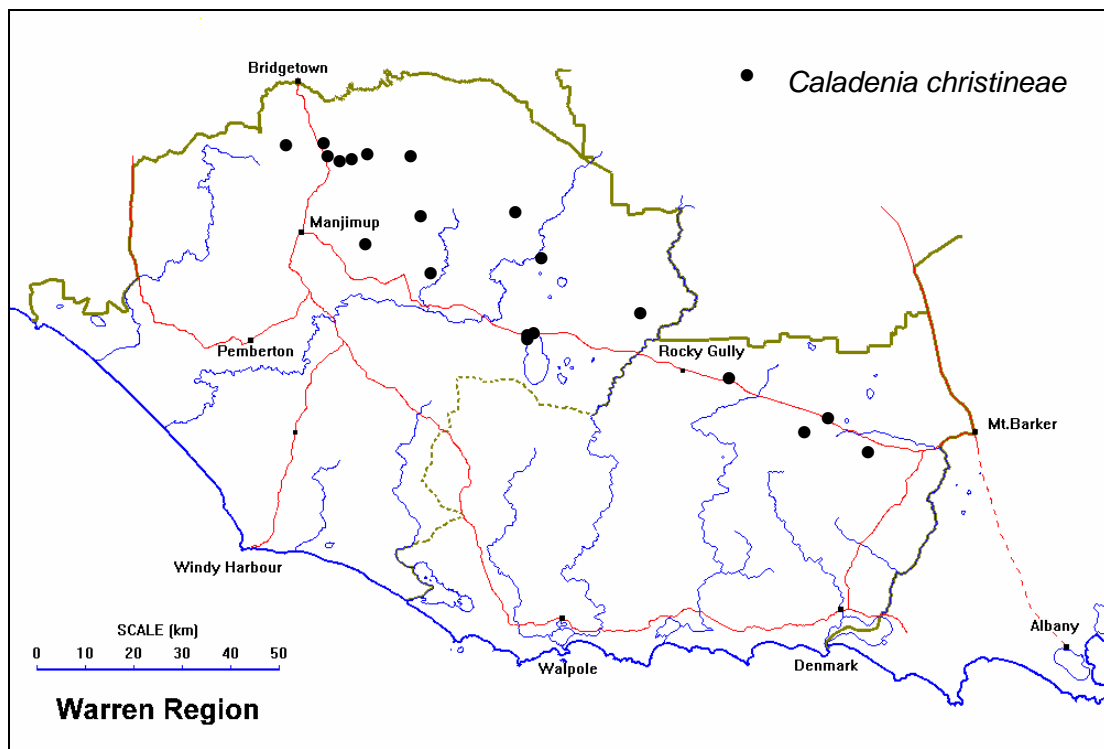 Bridgetown
Caladenia christineae
Manjimup
Pemberton
Rocky Gully
Mt.Barker
Windy Harbour
SCALE (km)
0 10 20 30 40 50
Walpole
Denmark
Albany
Warren Region